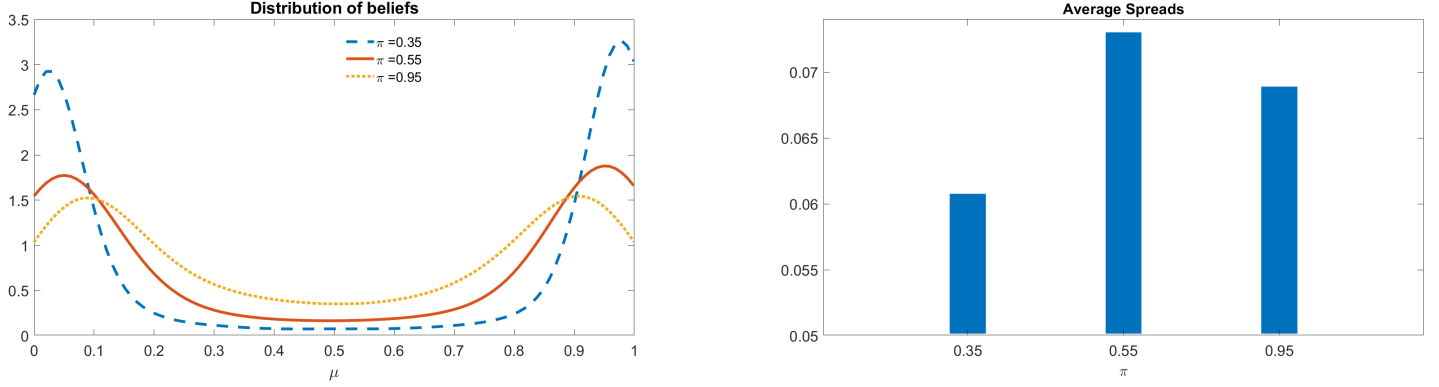 Distribution of beliefs
3.5
3
2.5
2
1.5
1
0.5
0
π =0.35
π =0.55
π =0.95
0 0.1 0.2 0.3 0.4 0.5 0.6 0.7 0.8 0.9 1
μ
Average Spreads
0.07
0.065
0.06
0.055
0.05
0.35 0.55 0.95
π